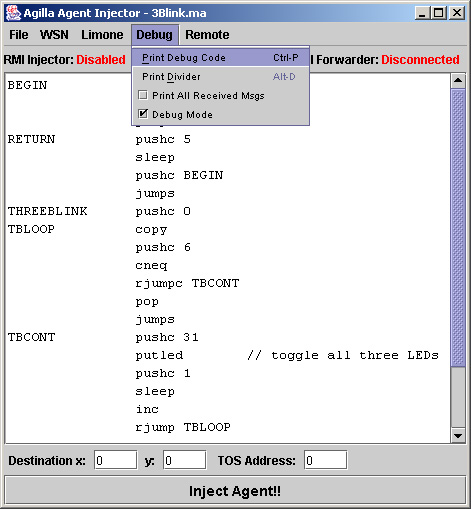 Agilla Agent Injector - 3Blink.ma
File WSN Limone Debug Remote
RMI Injector: Disabled
Print Debug Code Ctrl-P
l Forwarder: Disconnected
Print Divider Alt-D
Print All Received Msgs
Debug Mode
BEGIN
RETURN pushc 5
sleep
pushc BEGIN
jumps
THREEBLINK pushc 0
TBLOOP copy
pushc 6
cneq
rjumpc TBCONT
pop
jumps
TBCONT pushc 31
putled // toggle all three LEDs
pushc 1
sleep
inc
rjump TBLOOP
Destination x: 0 y: 0 TOS Address: 0
Inject Agent!!